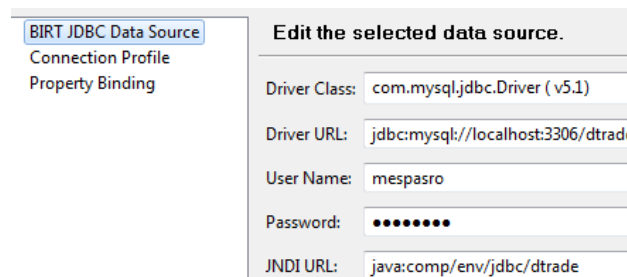 BIRT JDBC Data Source
Connection Profile
Property Binding
Edit the selected data source.
Driver Class: com.mysql.jdbc.Driver ( v5.1)
Driver URL: jdbc:mysql://localhost:3306/dtrade
User Name: mespasro
Password: ●●●●●●●●
JNDI URL: java:comp/env/jdbc/dtrade